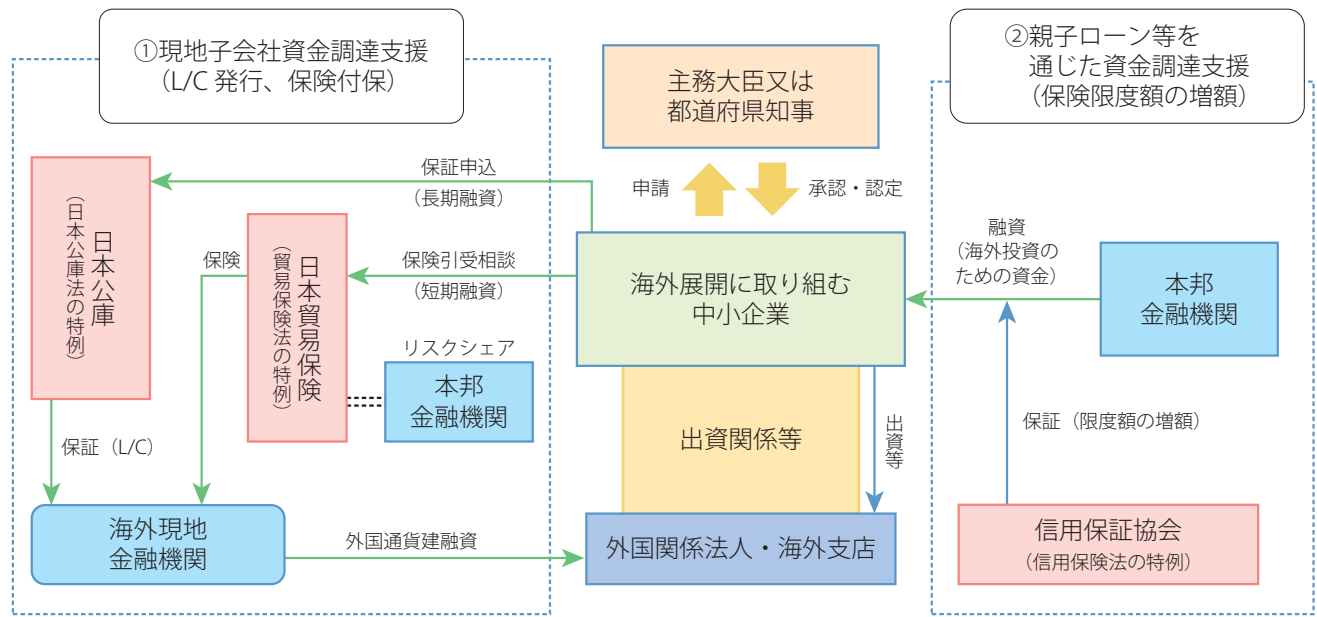 ①現地子会社資金調達支援
（L/C 発行、保険付保）
主務大臣又は
都道府県知事
②親子ローン等を
通じた資金調達支援
（保険限度額の増額）
申請
承認・認定
保証申込
（長期融資）
日本公庫
（日本公庫法の特例）
保険
日本貿易保険
（貿易保険法の特例）
保険引受相談
（短期融資）
リスクシェア
本邦
金融機関
海外展開に取り組む
中小企業
融資
（海外投資の
ための資金）
本邦
金融機関
保証（L/C）
出資関係等
出資等
保証（限度額の増額）
海外現地
金融機関
外国通貨建融資
外国関係法人・海外支店
信用保証協会
（信用保険法の特例）